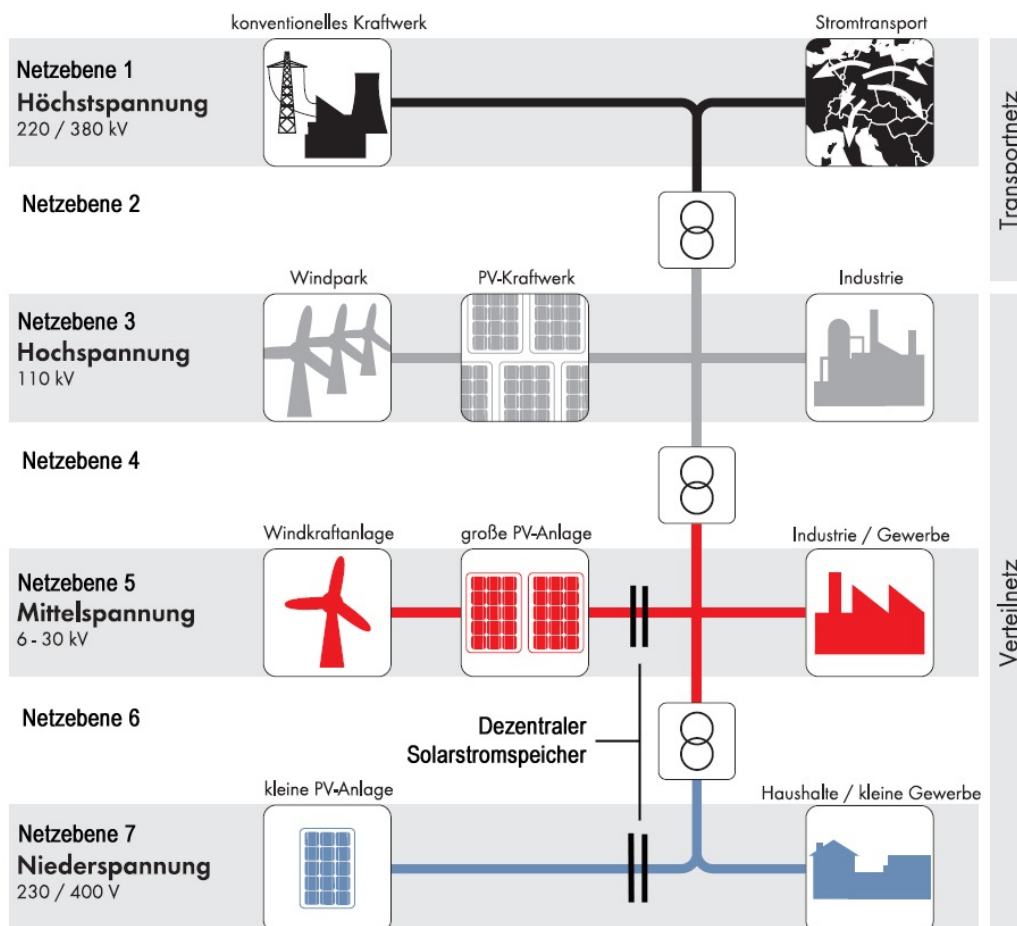 konventionelles Kraftwerk
Stromtransport
Netzebene 1
Höchstspannung
220 / 380 kV
Transportnetz
Netzebene 2
Windpark
PV-Kraftwerk
Industrie
Netzebene 3
Hochspannung
110 kV
Netzebene 4
Windkraftanlage
große PV-Anlage
Industrie / Gewerbe
Netzebene 5
Mittelspannung
6 - 30 kV
Verteilnetz
Netzebene 6
Dezentraler
Solarstromspeicher
kleine PV-Anlage
Haushalte / kleine Gewerbe
Netzebene 7
Niederspannung
230 / 400 V